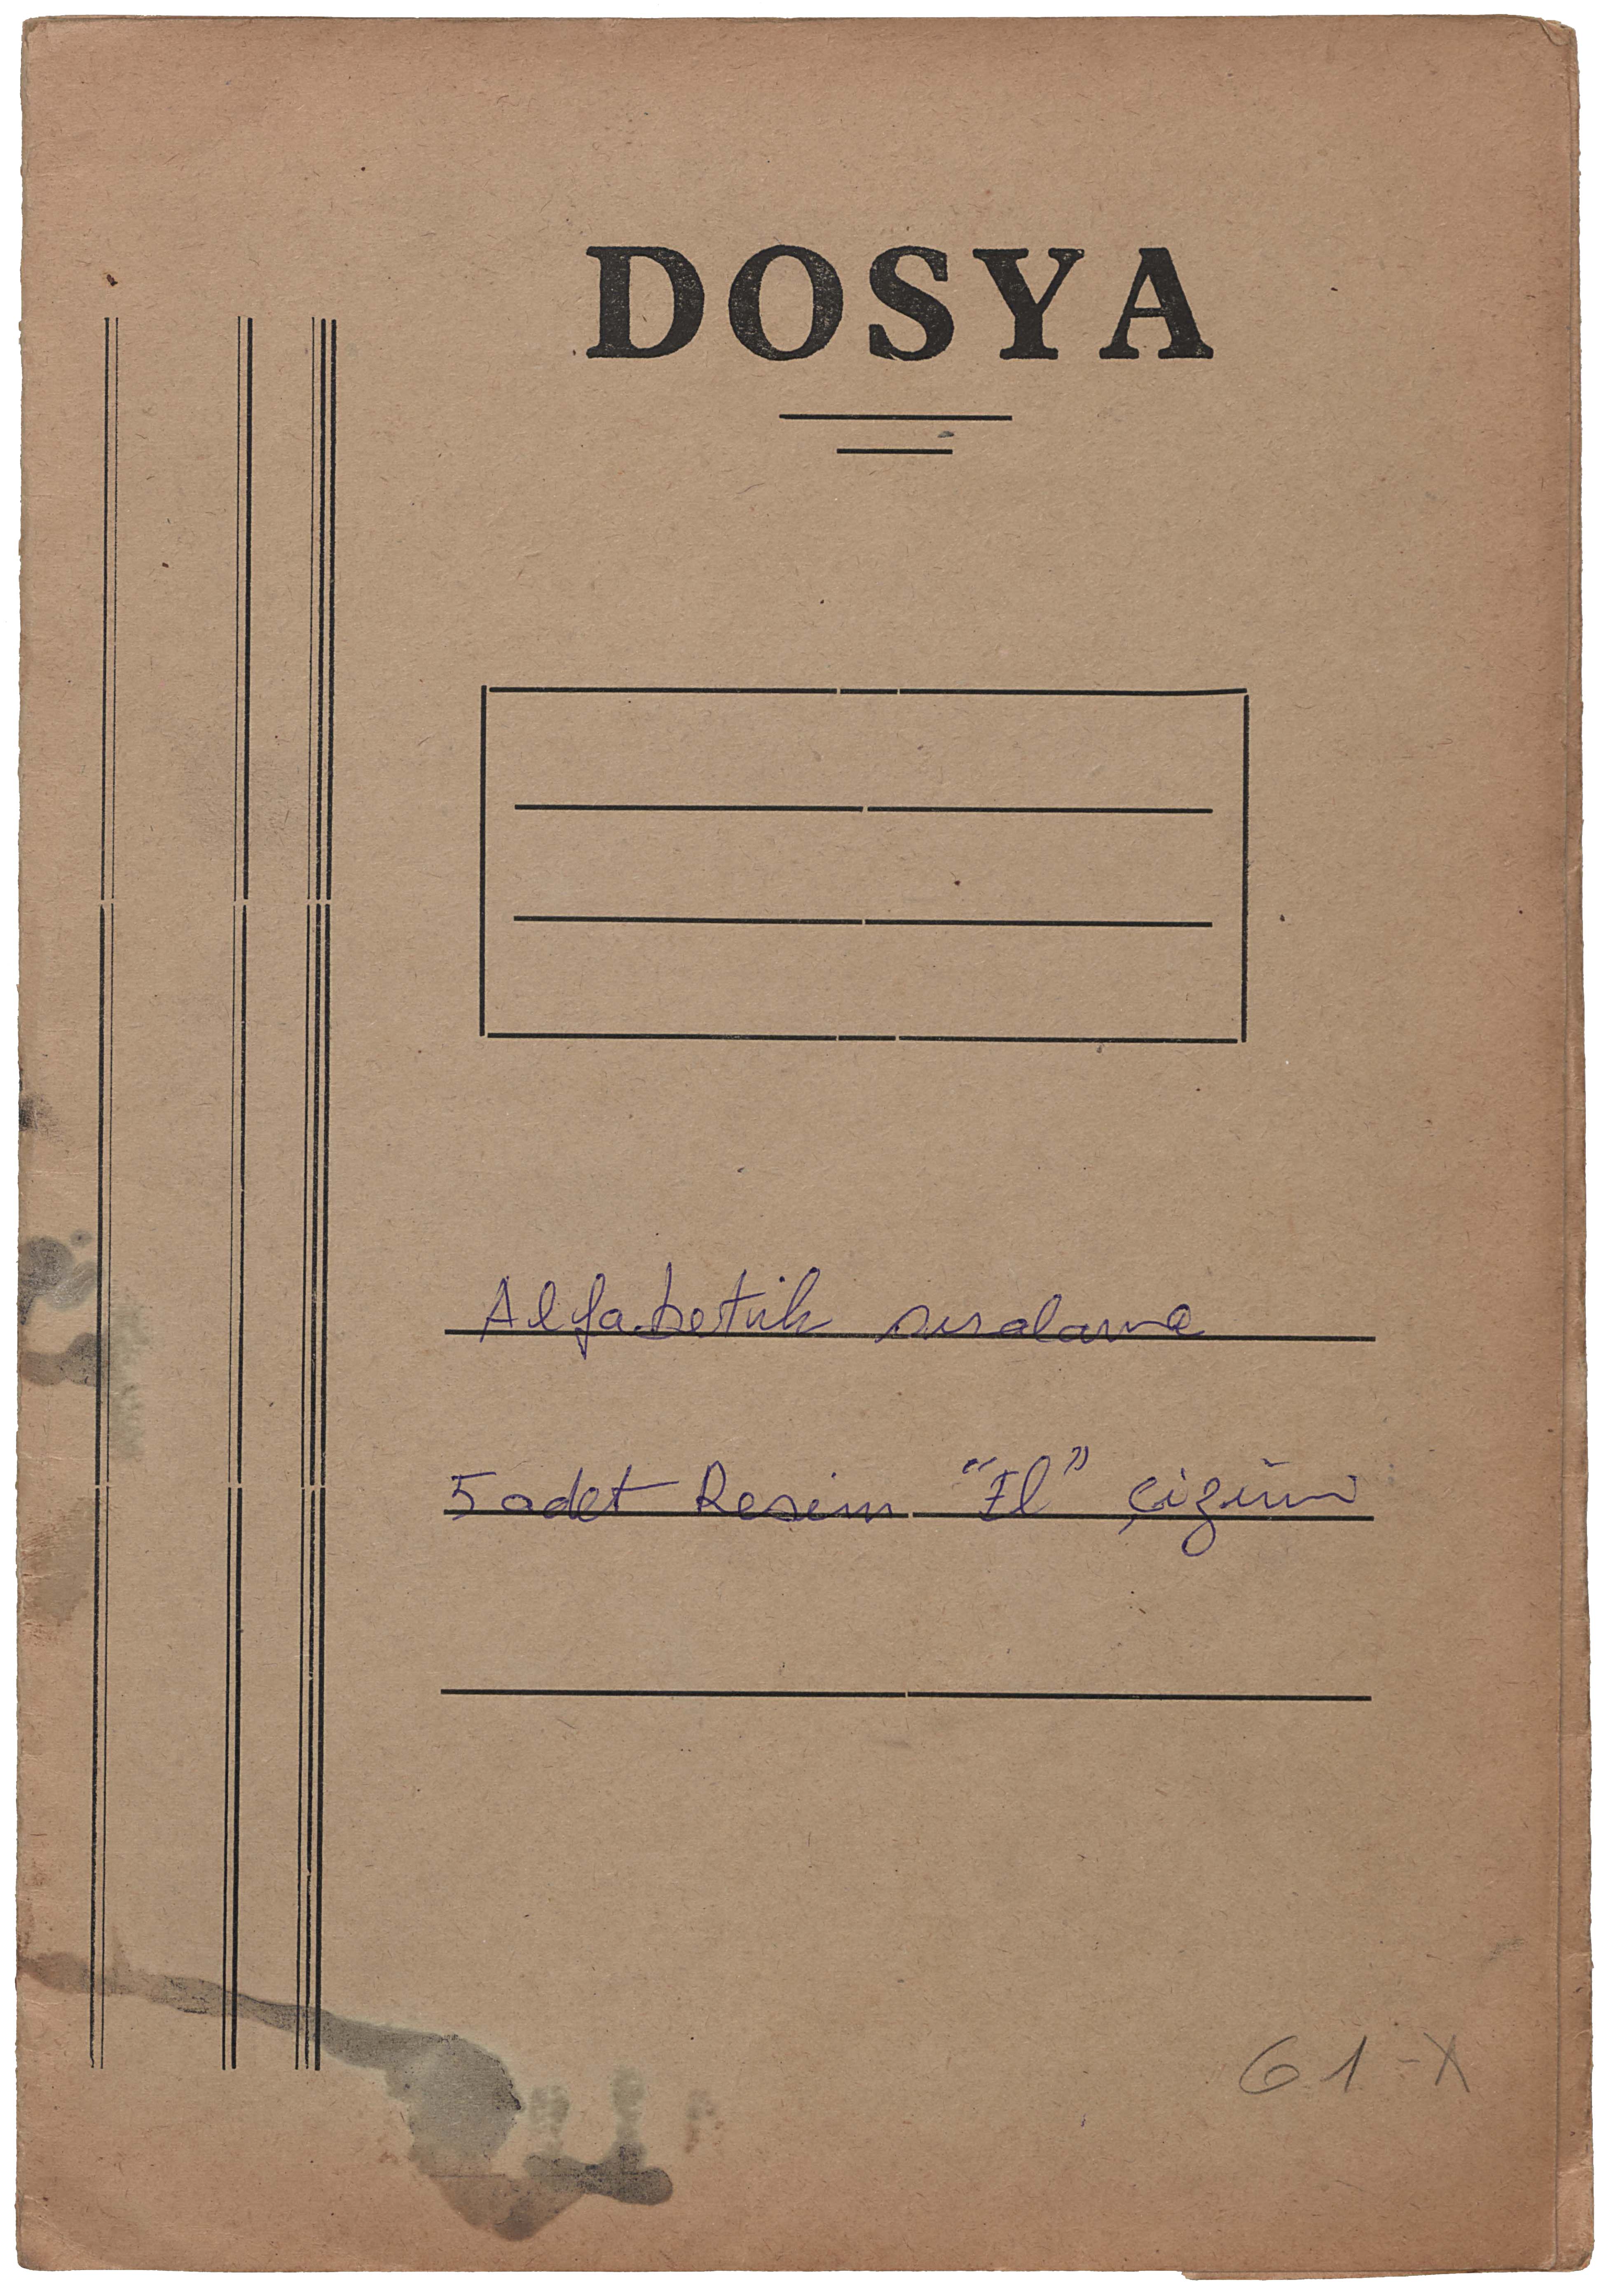 DOSYA
Alfabetik sıralama
5 adet Resim "El" çizimi
61-X